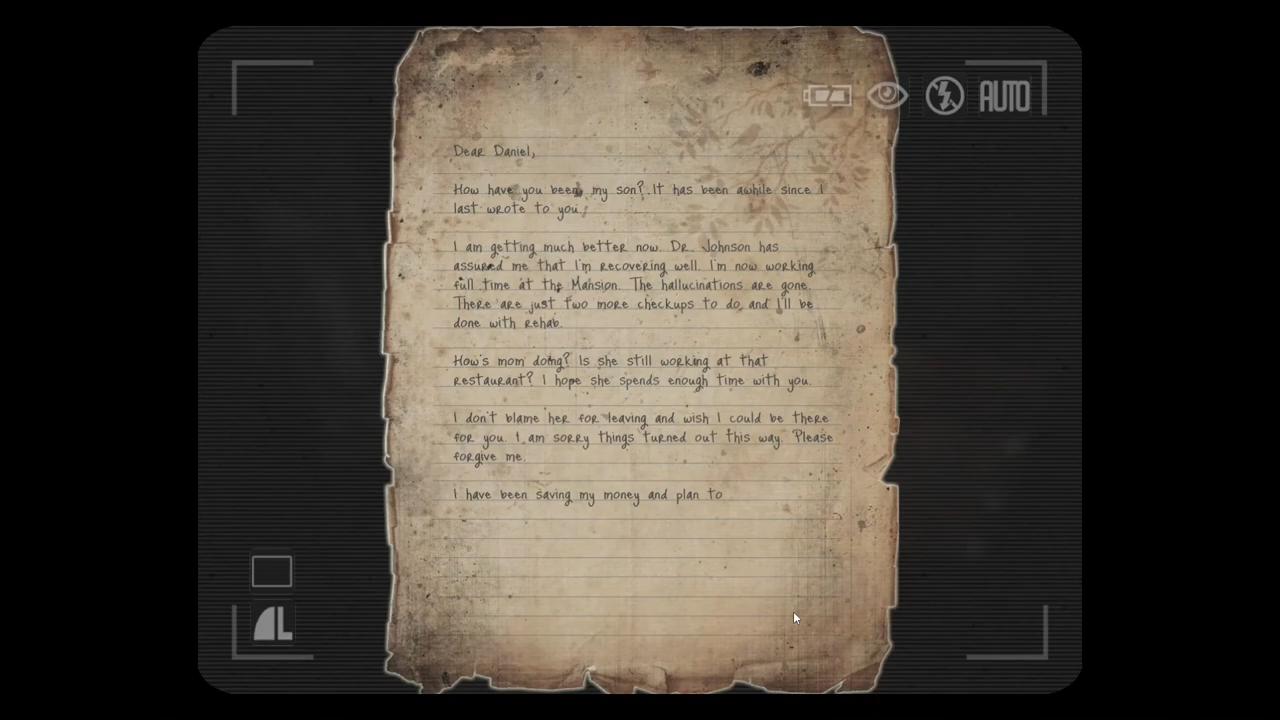 AUTO
Dear Daniel,
How have you been, my son? It has been awhile since I
last wrote to you.
I am getting much better now. Dr. Johnson has
assured me that I'm recovering well. I'm now working
full time at the Mansion. The hallucinations are gone.
There are just two more checkups to do and I'll be
done with rehab.
How's mom doing? Is she still working at that
restaurant? I hope she spends enough time with you.
I don't blame her for leaving and wish I could be there
for you. I am sorry things turned out this way. Please
forgive me.
I have been saving my money and plan to
L